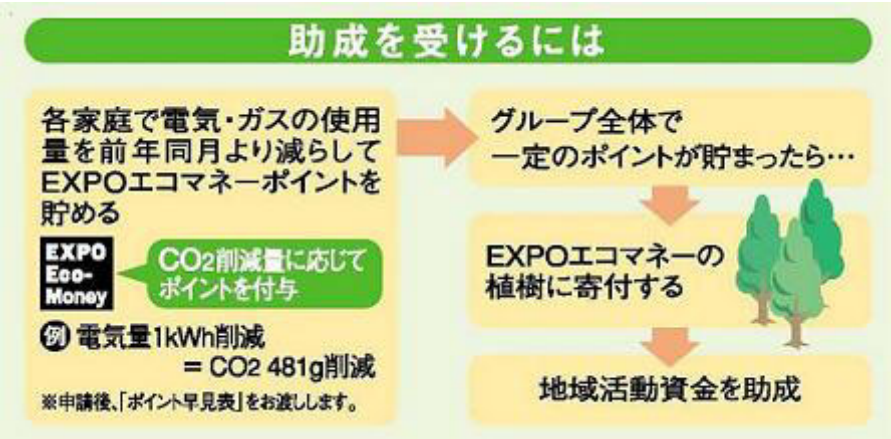 助成を受けるには
各家庭で電気・ガスの使用
量を前年同月より減らして
EXPOエコマネーポイントを
貯める
EXPO
Eco-
Money
CO2削減量に応じて
ポイントを付与
例 電気量1kWh削減
= CO2 481g削減
※申請後、「ポイント早見表」をお渡しします。
グループ全体で
一定のポイントが貯まったら…
EXPOエコマネーの
植樹に寄付する
地域活動資金を助成